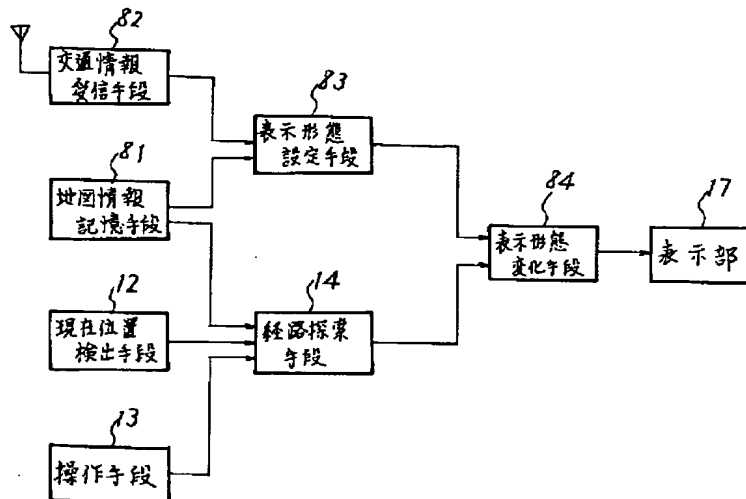 82
交通情報
受信手段
83
表示形態
設定手段
81
地図情報
記憶手段
84
表示形態
変化手段
17
表示部
12
現在位置
検出手段
14
経路探索
手段
13
操作手段